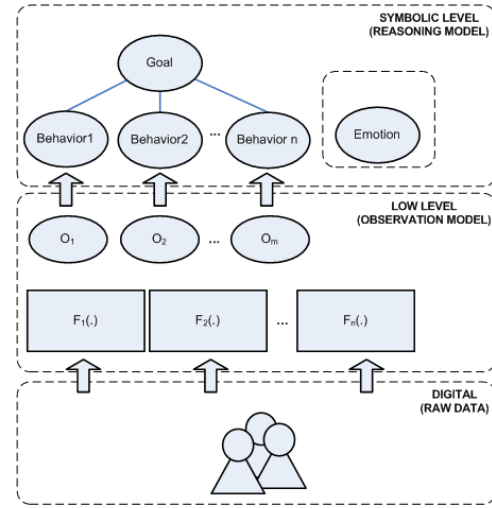 SYMBOLIC LEVEL
(REASONING MODEL)
Goal
Behavior1
Behavior2
...
Behavior n
Emotion
LOW LEVEL
(OBSERVATION MODEL)
O1
O2
...
Om
F1(.)
F2(.)
...
Fn(.)
DIGITAL
(RAW DATA)